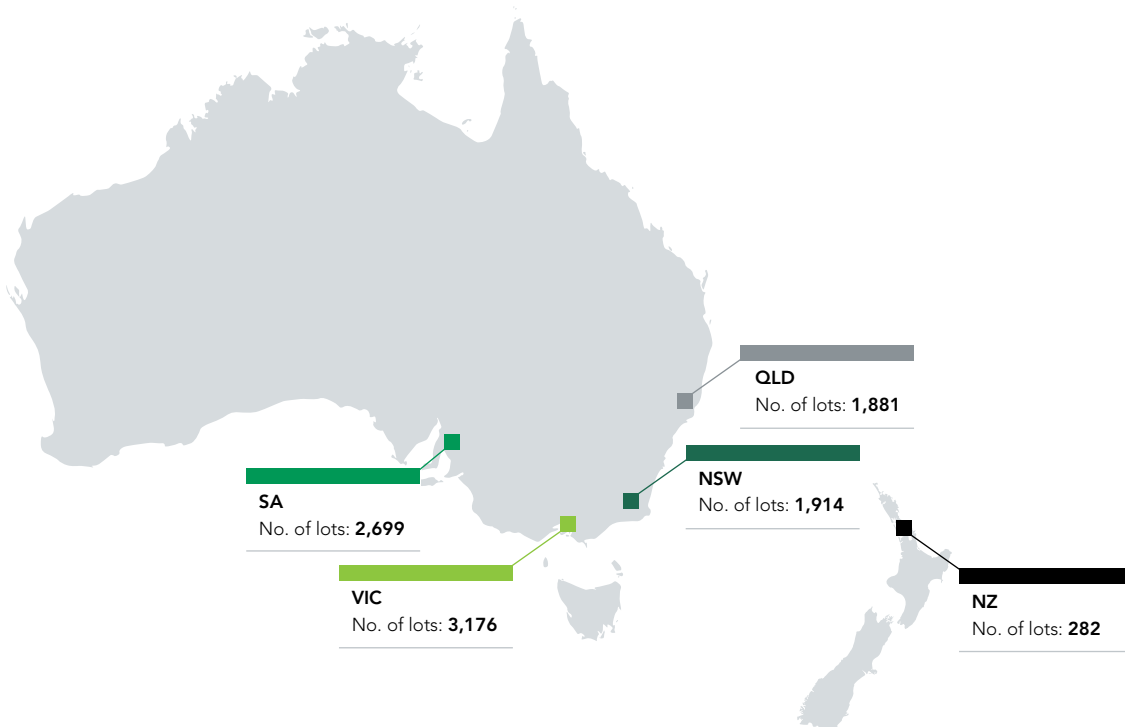 QLD
No. of lots: 1,881
NSW
No. of lots: 1,914
SA
No. of lots: 2,699
VIC
No. of lots: 3,176
NZ
No. of lots: 282